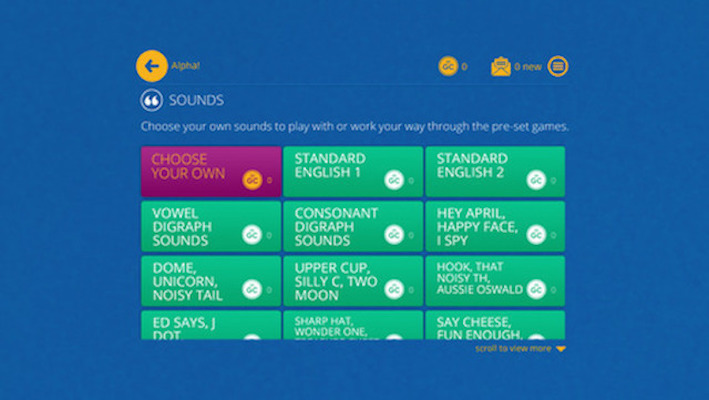 Alpha!
GC 0
0 new
SOUNDS
Choose your own sounds to play with or work your way through the pre-set games.
CHOOSE
YOUR OWN
GC 0
STANDARD
ENGLISH 1
GC 0
STANDARD
ENGLISH 2
GC 0
VOWEL
DIGRAPH
SOUNDS
GC 0
CONSONANT
DIGRAPH
SOUNDS
GC 0
HEY APRIL,
HAPPY FACE,
I SPY
GC 0
DOME,
UNICORN,
NOISY TAIL
GC 0
UPPER CUP,
SILLY C, TWO
MOON
GC 0
HOOK, THAT
NOISY TH,
AUSSIE OSWALD
GC 0
ED SAYS, J
DOT,
SHARP HAT,
WONDER ONE,
SAY CHEESE,
FUN ENOUGH,
scroll to view more